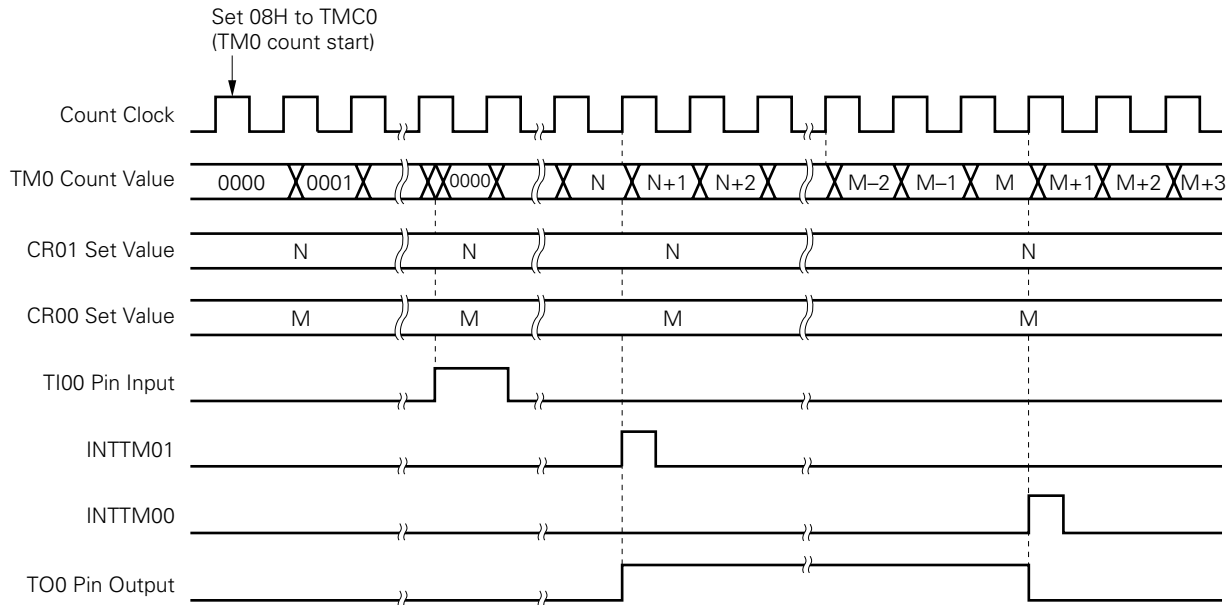 Set 08H to TMC0
(TM0 count start)
Count Clock
TM0 Count Value 0000 0001 0000 N N+1 N+2 M–2 M–1 M M+1 M+2 M+3
CR01 Set Value N N N N
CR00 Set Value M M M M
TI00 Pin Input
INTTM01
INTTM00
TO0 Pin Output